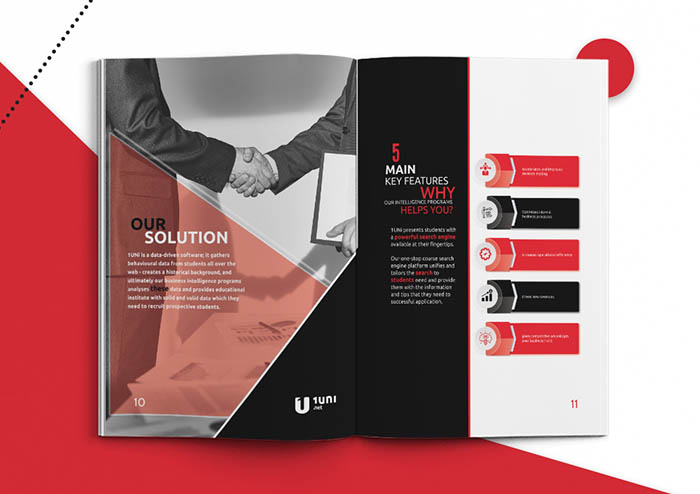 OUR
SOLUTION
1UNI is a data-driven software; it gathers
behavioural data from students all over the
web - creates a historical background, and
ultimately our business intelligence programs
analyses these data and provides educational
institute with solid and valid data which they
need to recruit prospective students.
10
1UNI
.net
5
MAIN
KEY FEATURES
WHY
OUR INTELLIGENCE PROGRAMS
HELPS YOU?
1UNI presents students with
a powerful search engine
available at their fingertips.
Our one-stop course search
engine platform unifies and
tailors the search to
students need and provide
them with the information
and tips that they need to
successful application.
decision making
business processes
11